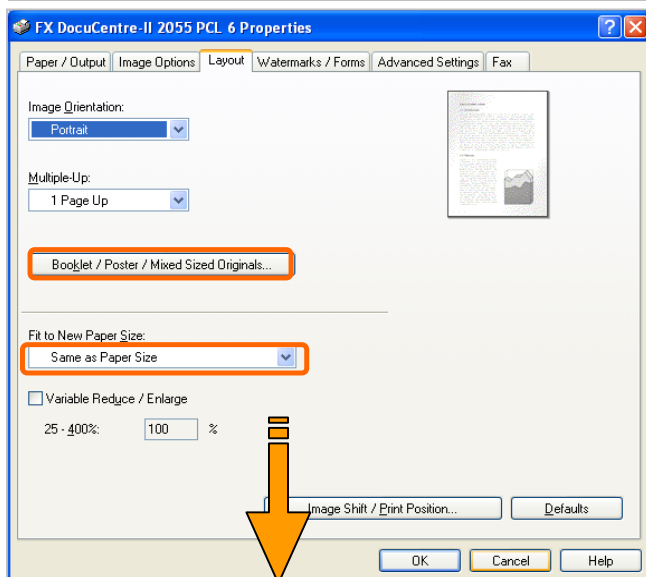 FX DocuCentre-II 2055 PCL 6 Properties
Paper / Output Image Options Layout Watermarks / Forms Advanced Settings Fax
Image Orientation:
Portrait
Multiple-Up:
1 Page Up
Booklet / Poster / Mixed Sized Originals...
Fit to New Paper Size:
Same as Paper Size
Variable Reduce / Enlarge
25 - 400%: 100 %
Image Shift / Print Position... Defaults
OK Cancel Help